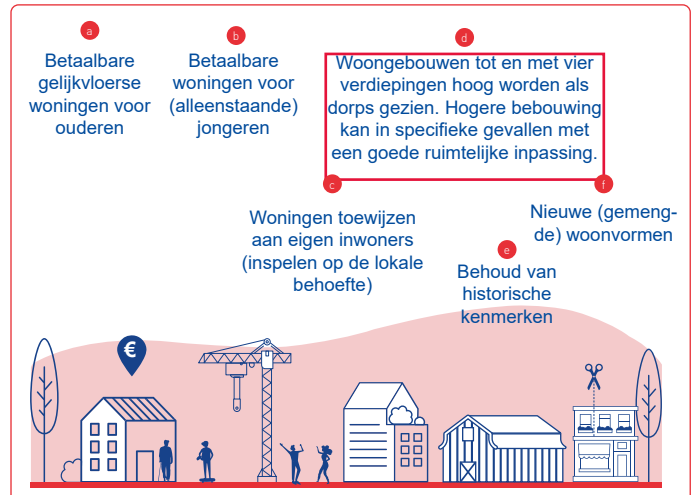 a
Betaalbare
gelijkvloerse
woningen voor
ouderen
b
Betaalbare
woningen voor
(alleenstaande)
jongeren
d
Woongebouwen tot en met vier
verdiepingen hoog worden als
dorps gezien. Hogere bebouwing
kan in specifieke gevallen met
een goede ruimtelijke inpassing.
c
Woningen toewijzen
aan eigen inwoners
(inspelen op de lokale
behoefte)
f
Nieuwe (gemeng-
de) woonvormen
e
Behoud van
historische
kenmerken
€